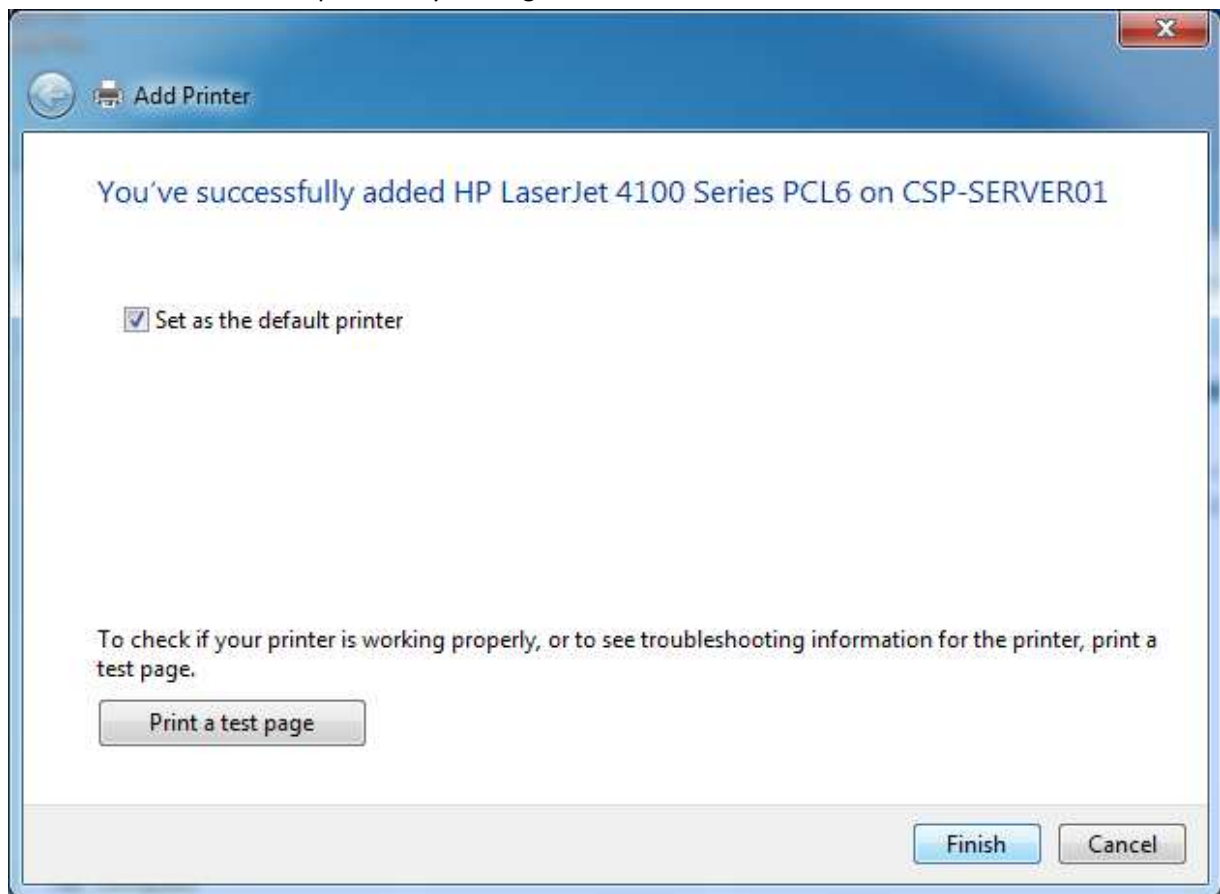 Add Printer
You've successfully added HP LaserJet 4100 Series PCL6 on CSP-SERVER01
Set as the default printer
To check if your printer is working properly, or to see troubleshooting information for the printer, print a
test page.
Print a test page
Finish Cancel